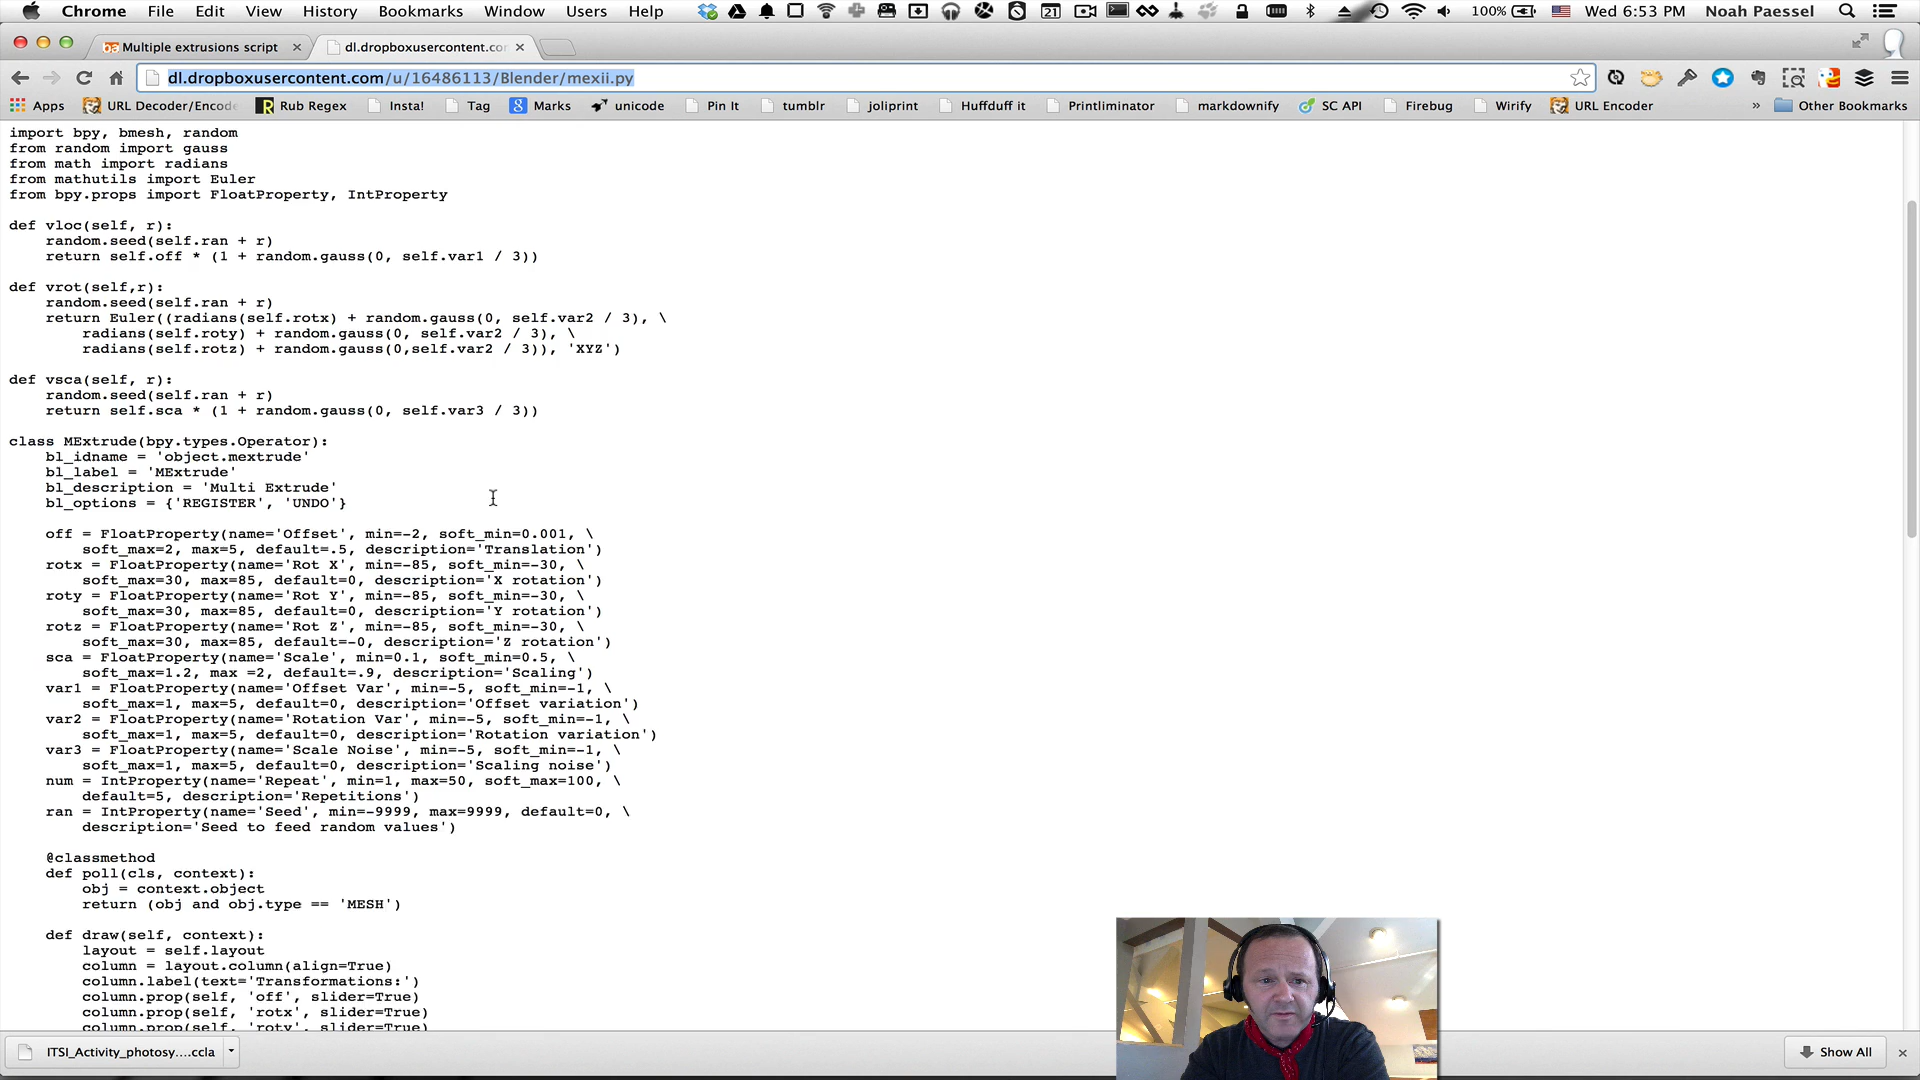 Chrome File Edit View History Bookmarks Window Users Help 100% Wed 6:53 PM Noah Paessel
Multiple extrusions script dl.dropboxusercontent.co
dl.dropboxusercontent.com/u/16486113/Blender/mexii.py
Apps URL Decoder/Encod Rub Regex Insta! Tag Marks unicode Pin It tumblr joliprint Huffduff it Printliminator markdownify SC API Firebug Wirify URL Encoder » Other Bookmarks
import bpy, bmesh, random
from random import gauss
from math import radians
from mathutils import Euler
from bpy.props import FloatProperty, IntProperty
def vloc(self, r):
random.seed(self.ran + r)
return self.off * (1 + random.gauss(0, self.var1 / 3))
def vrot(self,r):
random.seed(self.ran + r)
return Euler((radians(self.rotx) + random.gauss(0, self.var2 / 3), \
radians(self.roty) + random.gauss(0, self.var2 / 3), \
radians(self.rotz) + random.gauss(0,self.var2 / 3)), 'XYZ')
def vsca(self, r):
random.seed(self.ran + r)
return self.sca * (1 + random.gauss(0, self.var3 / 3))
class MExtrude(bpy.types.Operator):
bl_idname = 'object.mextrude'
bl_label = 'MExtrude'
bl_description = 'Multi Extrude'
bl_options = {'REGISTER', 'UNDO'}
off = FloatProperty(name='Offset', min=-2, soft_min=0.001, \
soft_max=2, max=5, default=.5, description='Translation')
rotx = FloatProperty(name='Rot X', min=-85, soft_min=-30, \
soft_max=30, max=85, default=0, description='X rotation')
roty = FloatProperty(name='Rot Y', min=-85, soft_min=-30, \
soft_max=30, max=85, default=0, description='Y rotation')
rotz = FloatProperty(name='Rot Z', min=-85, soft_min=-30, \
soft_max=30, max=85, default=-0, description='Z rotation')
sca = FloatProperty(name='Scale', min=0.1, soft_min=0.5, \
soft_max=1.2, max =2, default=.9, description='Scaling')
var1 = FloatProperty(name='Offset Var', min=-5, soft_min=-1, \
soft_max=1, max=5, default=0, description='Offset variation')
var2 = FloatProperty(name='Rotation Var', min=-5, soft_min=-1, \
soft_max=1, max=5, default=0, description='Rotation variation')
var3 = FloatProperty(name='Scale Noise', min=-5, soft_min=-1, \
soft_max=1, max=5, default=0, description='Scaling noise')
num = IntProperty(name='Repeat', min=1, max=50, soft_max=100, \
default=5, description='Repetitions')
ran = IntProperty(name='Seed', min=-9999, max=9999, default=0, \
description='Seed to feed random values')
@classmethod
def poll(cls, context):
obj = context.object
return (obj and obj.type == 'MESH')
def draw(self, context):
layout = self.layout
column = layout.column(align=True)
column.label(text='Transformations:')
column.prop(self, 'off', slider=True)
column.prop(self, 'rotx', slider=True)
column.prop(self, 'roty', slider=True)
ITSI_Activity_photosy....ccla Show All